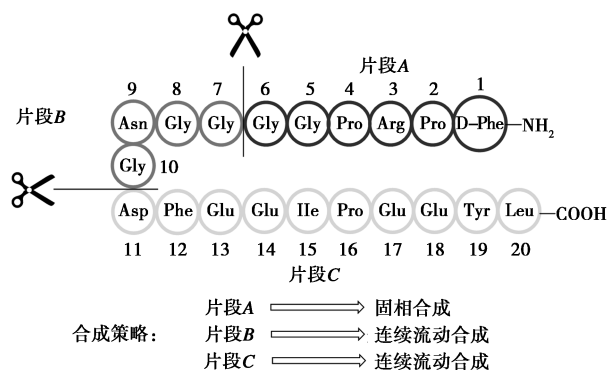 片段A
9 8 7 6 5 4 3 2 1
片段B
Asn Gly Gly Gly Gly Pro Arg Pro D-Phe-NH₂
Gly 10
Asp Phe Glu Glu IIe Pro Glu Glu Tyr Leu-COOH
11 12 13 14 15 16 17 18 19 20
片段C
片段A 固相合成
合成策略： 片段B 连续流动合成
片段C 连续流动合成